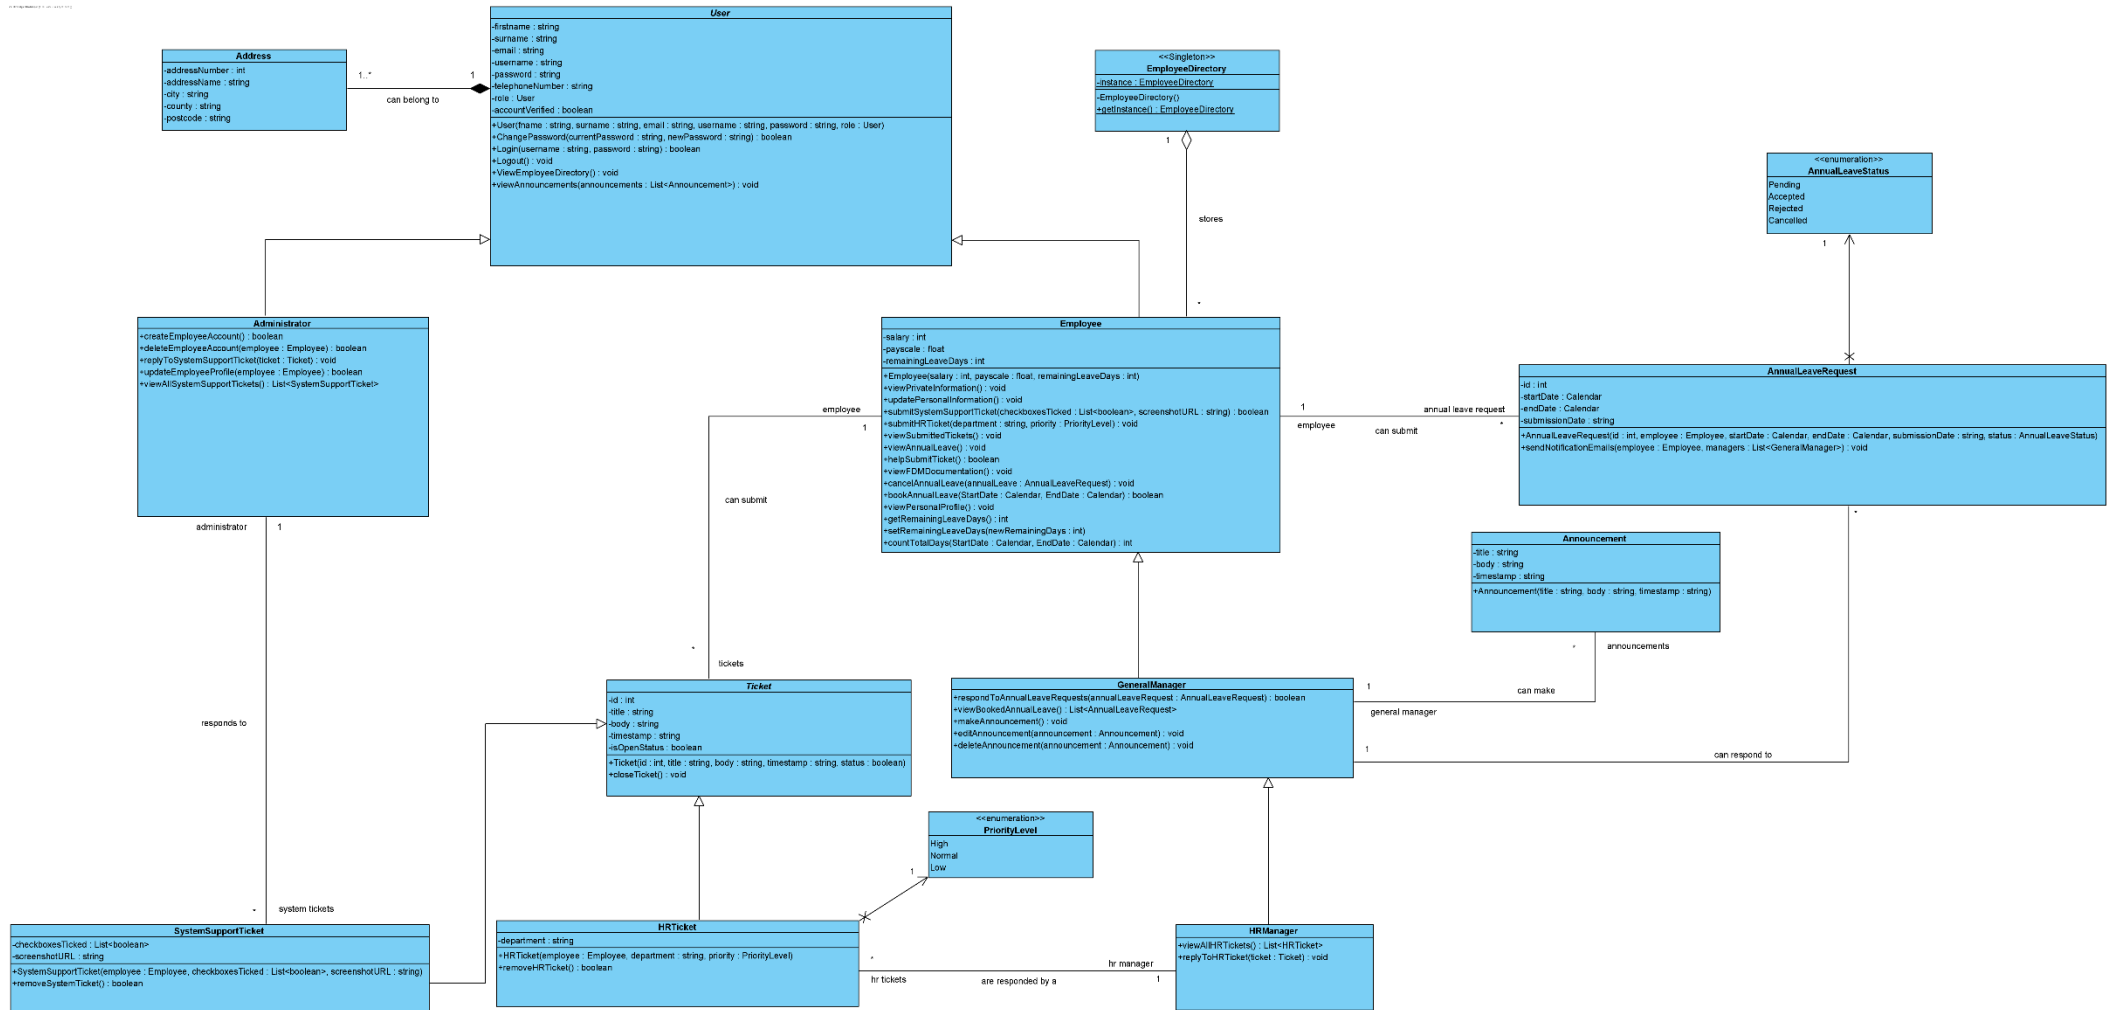 User
-firstname : string
-surname : string
-email : string
-username : string
-password : string
-telephoneNumber : string
-role : User
-accountVerified : boolean
+User(fname : string, surname : string, email : string, username : string, password : string, role : User)
+ChangePassword(currentPassword : string, newPassword : string) : boolean
+Login(username : string, password : string) : boolean
+Logout() : void
+ViewEmployeeDirectory() : void
+viewAnnouncements(announcements : List<Announcement>) : void
Address
-addressNumber : int
-addressName : string
-city : string
-county : string
-postcode : string
1..*
1
can belong to
<<Singleton>>
EmployeeDirectory
-instance : EmployeeDirectory
-EmployeeDirectory()
+getInstance() : EmployeeDirectory
1
stores
*
<<enumeration>>
AnnualLeaveStatus
Pending
Accepted
Rejected
Cancelled
1
Administrator
+createEmployeeAccount() : boolean
+deleteEmployeeAccount(employee : Employee) : boolean
+replyToSystemSupportTicket(ticket : Ticket) : void
+updateEmployeeProfile(employee : Employee) : boolean
+viewAllSystemSupportTickets() : List<SystemSupportTicket>
administrator
1
responds to
*
system tickets
Employee
-salary : int
-payscale : float
-remainingLeaveDays : int
+Employee(salary : int, payscale : float, remainingLeaveDays : int)
+viewPrivateInformation() : void
+updatePersonalInformation() : void
+submitSystemSupportTicket(checkboxesTicked : List<boolean>, screenshotURL : string) : boolean
+submitHRTicket(department : string, priority : PriorityLevel) : void
+viewSubmittedTickets() : void
+viewAnnualLeave() : void
+helpSubmitTicket() : boolean
+viewFDMDocumentation() : void
+cancelAnnualLeave(annualLeave : AnnualLeaveRequest) : void
+bookAnnualLeave(StartDate : Calendar, EndDate : Calendar) : boolean
+viewPersonalProfile() : void
+getRemainingLeaveDays() : int
+setRemainingLeaveDays(newRemainingDays : int)
+countTotalDays(StartDate : Calendar, EndDate : Calendar) : int
employee
1
can submit
*
tickets
1
employee
can submit
annual leave request
*
AnnualLeaveRequest
-id : int
-startDate : Calendar
-endDate : Calendar
-submissionDate : string
+AnnualLeaveRequest(id : int, employee : Employee, startDate : Calendar, endDate : Calendar, submissionDate : string, status : AnnualLeaveStatus)
+sendNotificationEmails(employee : Employee, managers : List<GeneralManager>) : void
*
Announcement
-title : string
-body : string
-timestamp : string
+Announcement(title : string, body : string, timestamp : string)
*
announcements
can make
Ticket
-id : int
-title : string
-body : string
-timestamp : string
-isOpenStatus : boolean
+Ticket(id : int, title : string, body : string, timestamp : string, status : boolean)
+closeTicket() : void
GeneralManager
+respondToAnnualLeaveRequests(annualLeaveRequest : AnnualLeaveRequest) : boolean
+viewBookedAnnualLeave() : List<AnnualLeaveRequest>
+makeAnnouncement() : void
+editAnnouncement(announcement : Announcement) : void
+deleteAnnouncement(announcement : Announcement) : void
1
general manager
1
can respond to
<<enumeration>>
PriorityLevel
High
Normal
Low
1
SystemSupportTicket
-checkboxesTicked : List<boolean>
-screenshotURL : string
+SystemSupportTicket(employee : Employee, checkboxesTicked : List<boolean>, screenshotURL : string)
+removeSystemTicket() : boolean
HRTicket
-department : string
+HRTicket(employee : Employee, department : string, priority : PriorityLevel)
+removeHRTicket() : boolean
*
hr tickets
are responded by a
hr manager
1
HRManager
+viewAllHRTickets() : List<HRTicket>
+replyToHRTicket(ticket : Ticket) : void